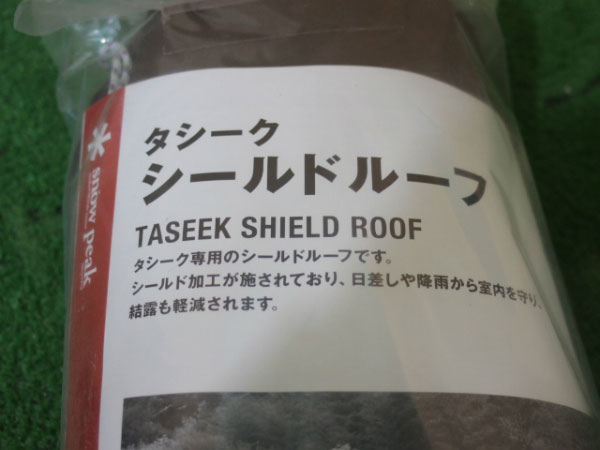 snow peak
タシーク
シールドルーフ
TASEEK SHIELD ROOF
タシーク専用のシールドルーフです。
シールド加工が施されており、日差しや降雨から室内を守り、
結露も軽減されます。